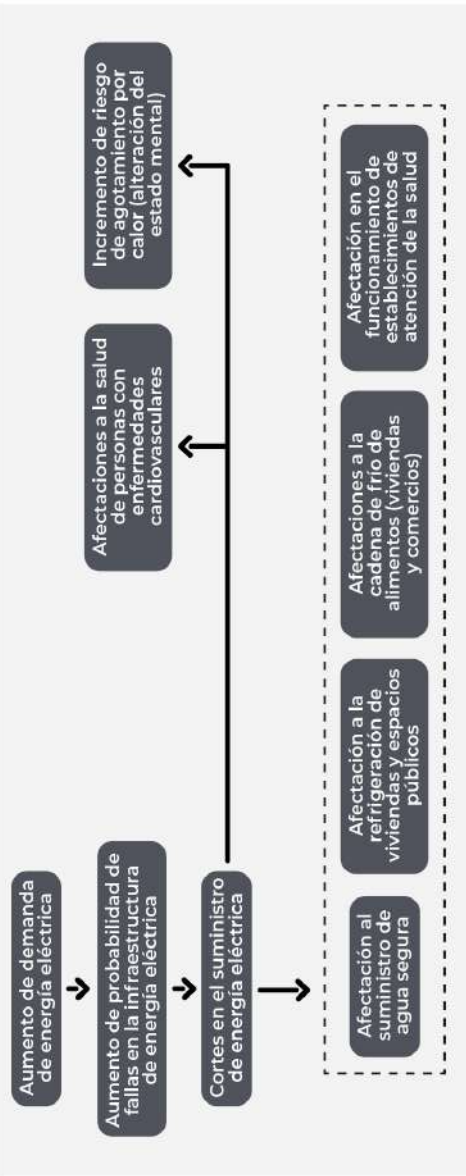 Aumento de demanda
de energía eléctrica
Aumento de probabilidad de
fallas en la infraestructura
de energía eléctrica
Cortes en el suministro
de energía eléctrica
Afectaciones a la salud
de personas con
enfermedades
cardiovasculares
Incremento de riesgo
de agotamiento por
calor (alteración del
estado mental)
Afectación al
suministro de
agua segura
Afectación a la
refrigeración de
viviendas y espacios
públicos
Afectaciones a la
cadena de frío de
alimentos (viviendas
y comercios)
Afectación en el
funcionamiento de
establecimientos de
atención de la salud